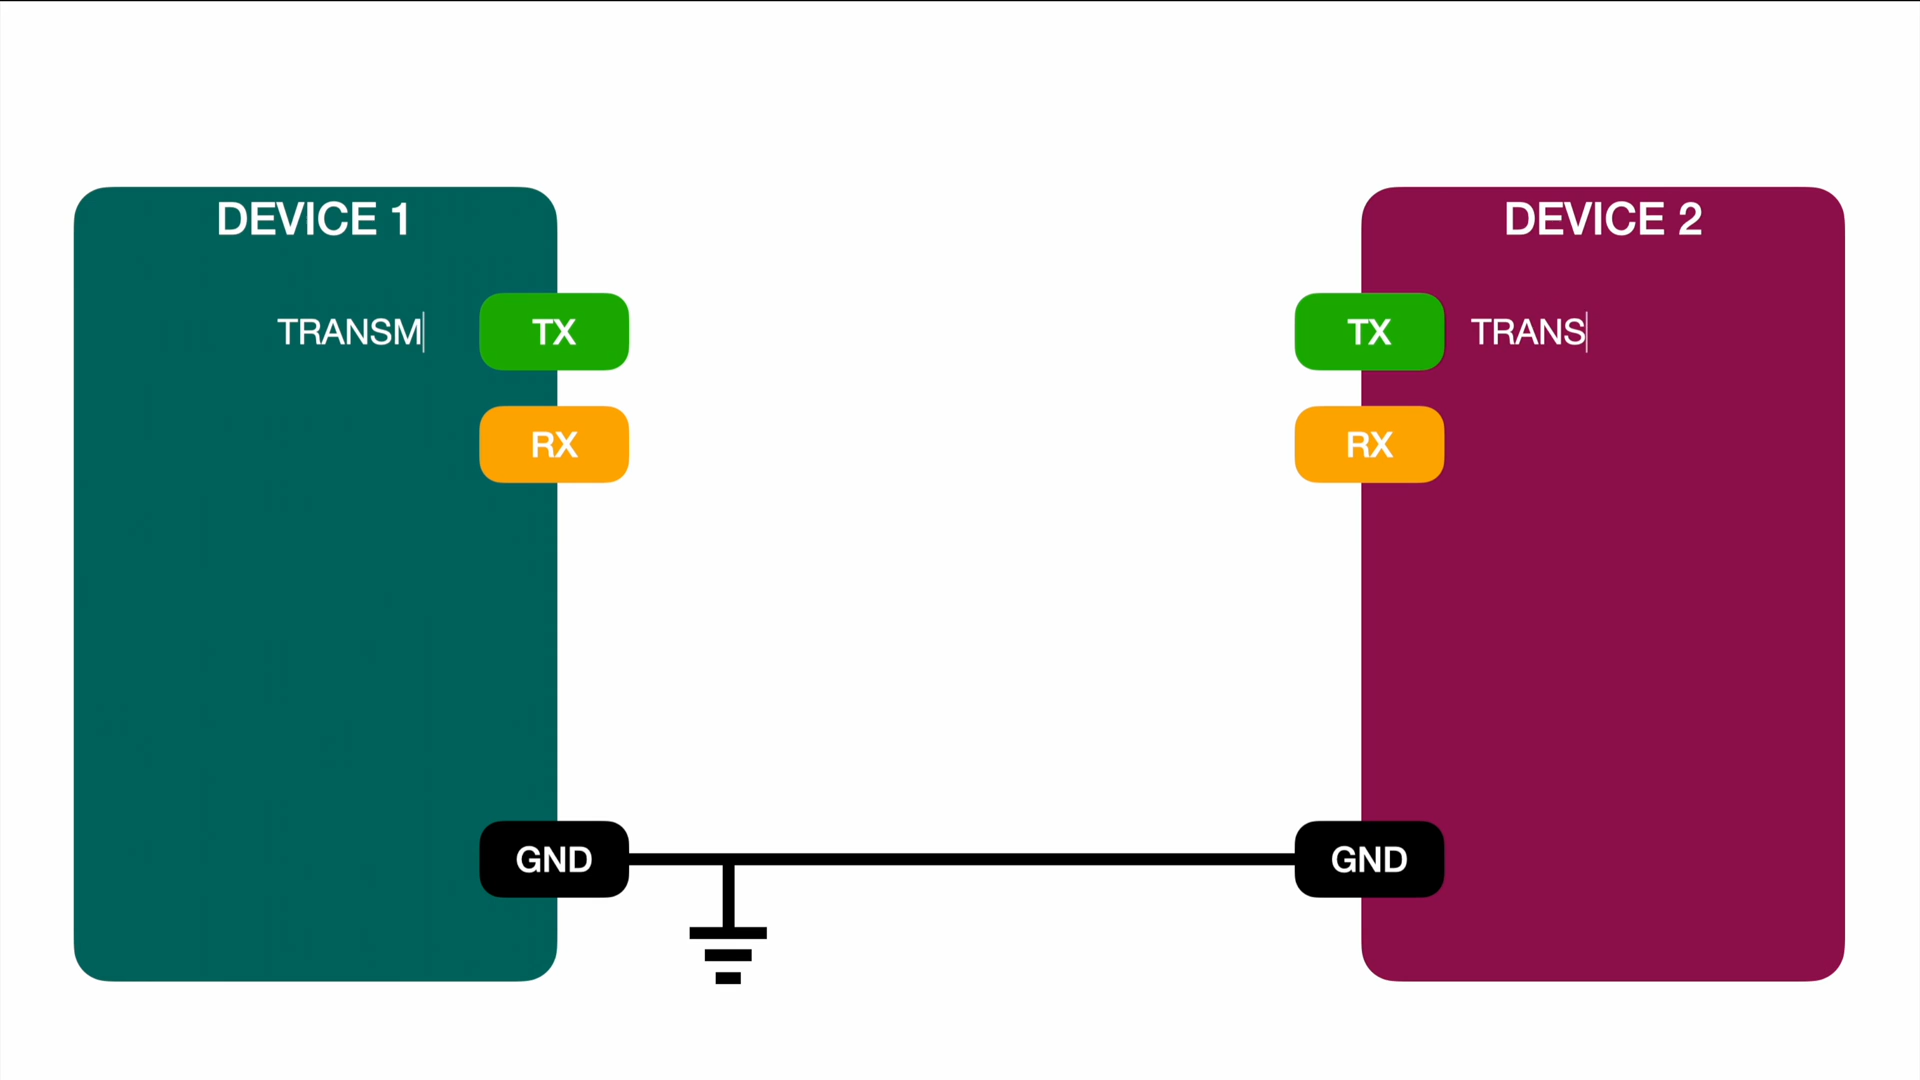 DEVICE 1
TRANSM
TX
RX
GND
DEVICE 2
TX
TRANS
RX
GND